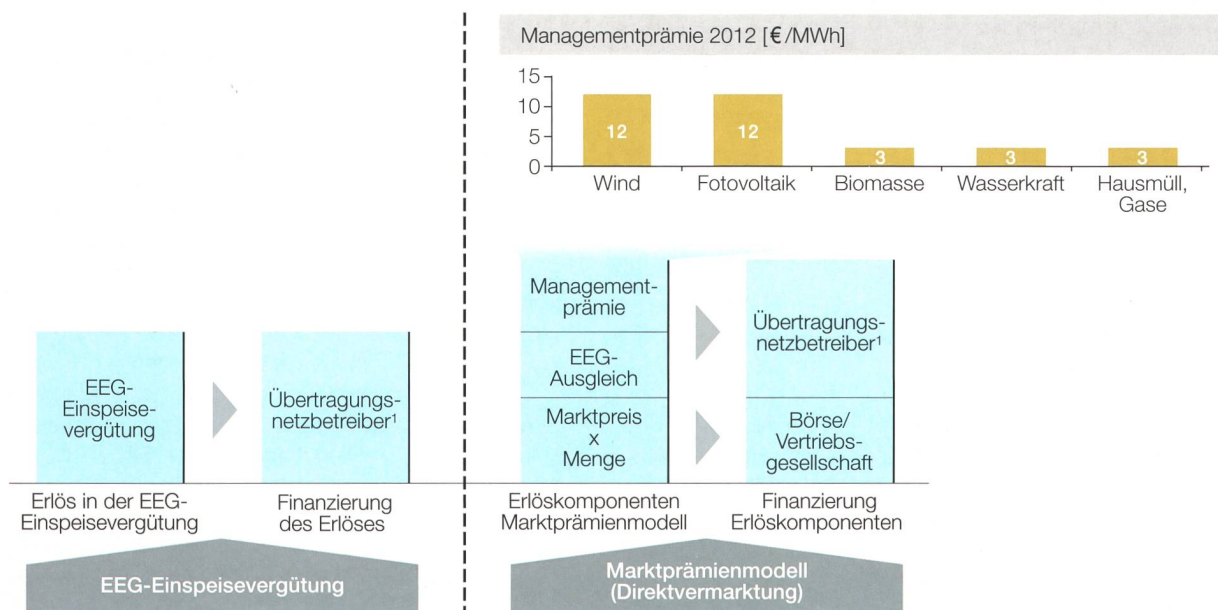 Managementprämie 2012 [€/MWh]
15
10
5
0
12
12
3
3
3
Wind
Fotovoltaik
Biomasse
Wasserkraft
Hausmüll,
Gase
EEG-
Einspeise-
vergütung
Übertragungs-
netzbetreiber¹
Erlös in der EEG-
Einspeisevergütung
Finanzierung
des Erlöses
EEG-Einspeisevergütung
Management-
prämie
EEG-
Ausgleich
Marktpreis
x
Menge
Übertragungs-
netzbetreiber¹
Börse/
Vertriebs-
gesellschaft
Erlöskomponenten
Marktprämienmodell
Finanzierung
Erlöskomponenten
Marktprämienmodell
(Direktvermarktung)